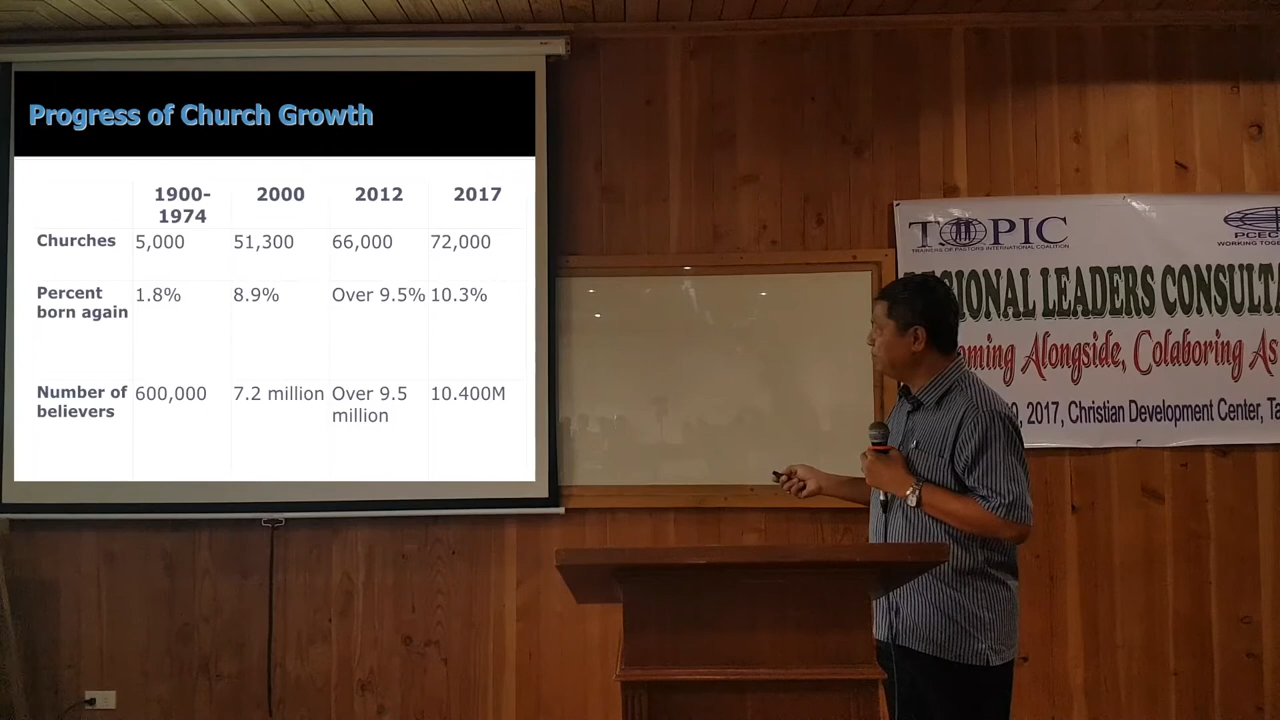 Progress of Church Growth
1900-
1974
2000
2012
2017
Churches
5,000
51,300
66,000
72,000
Percent
born again
1.8%
8.9%
Over 9.5%
10.3%
Number of
believers
600,000
7.2 million
Over 9.5
million
10.400M
TOPIC
TRAINERS OF PASTORS INTERNATIONAL COALITION
PCEC
WORKING TOGE
IONAL LEADERS CONSULTA
oming Alongside, Colaboring As
, 2017, Christian Development Center, Ta